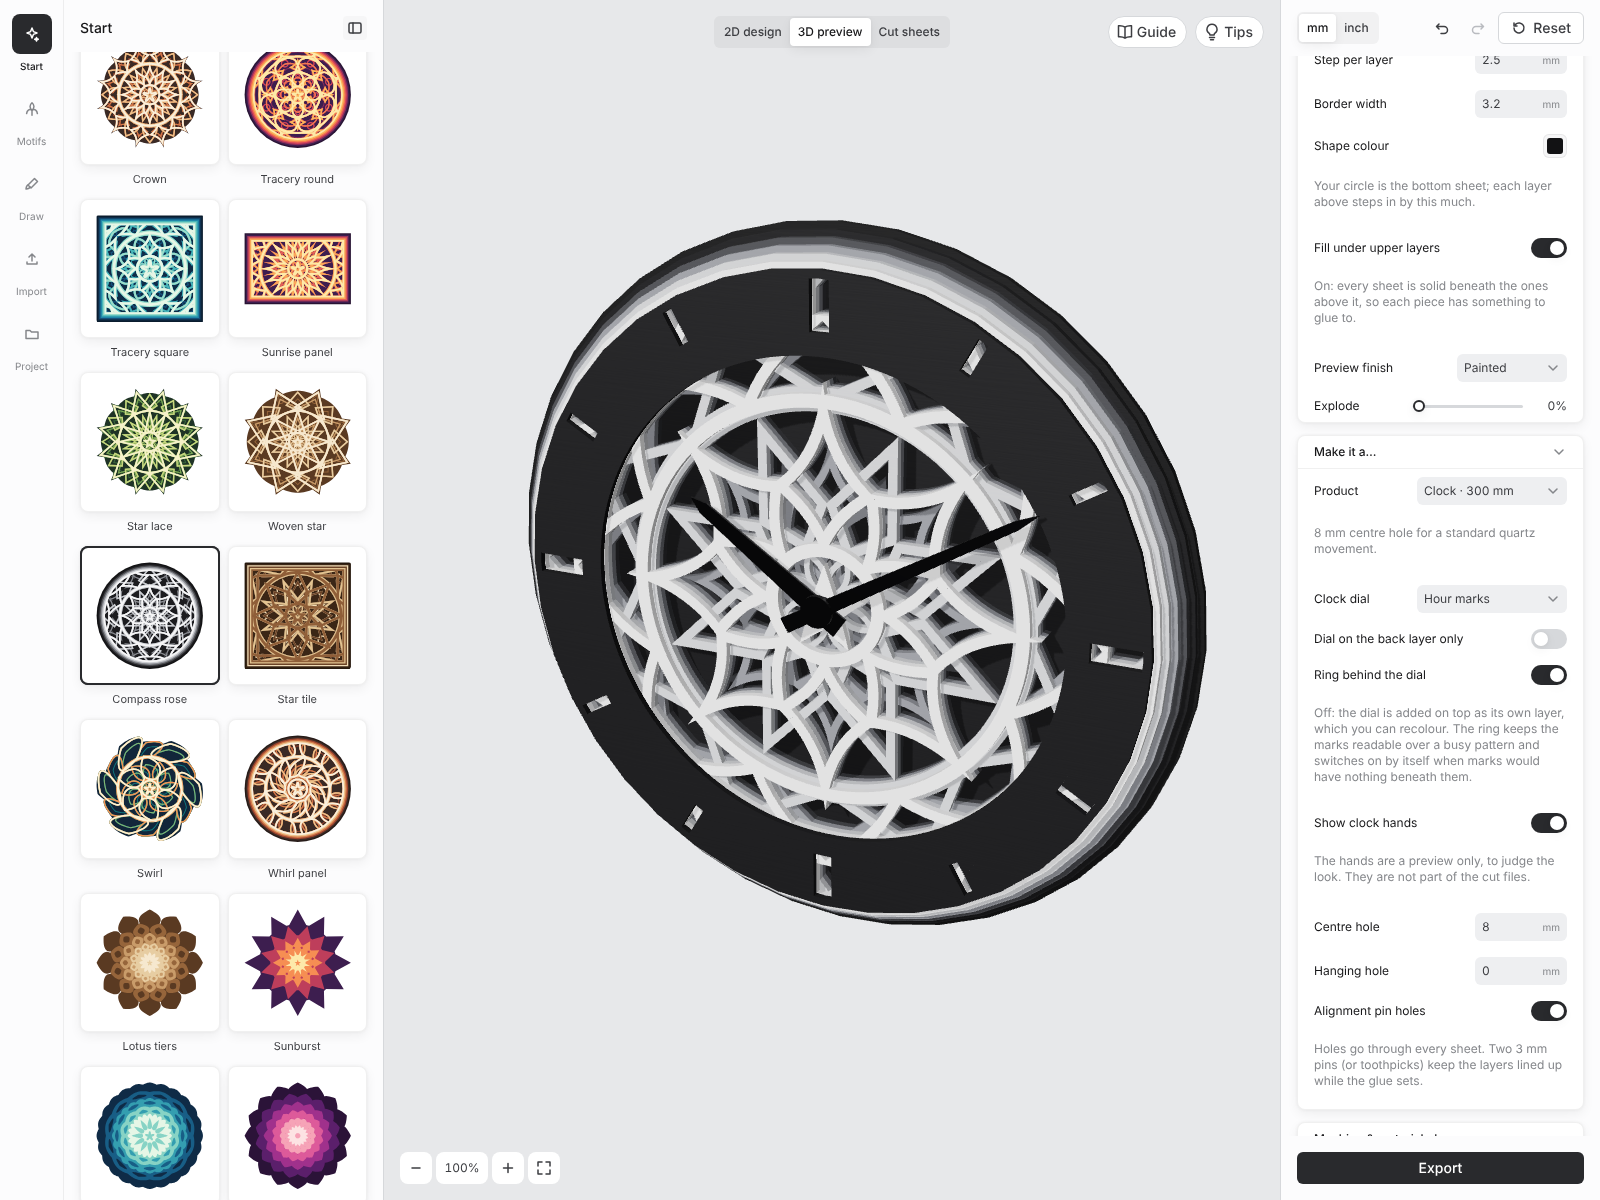 Start
Motifs
Draw
Import
Project
Start
Crown
Tracery round
Tracery square
Sunrise panel
Star lace
Woven star
Compass rose
Star tile
Swirl
Whirl panel
Lotus tiers
Sunburst
2D design
3D preview
Cut sheets
Guide
Tips
100%
mm
inch
Reset
Step per layer
2.5 mm
Border width
3.2 mm
Shape colour
Your circle is the bottom sheet; each layer
above steps in by this much.
Fill under upper layers
On: every sheet is solid beneath the ones
above it, so each piece has something to
glue to.
Preview finish
Painted
Explode
0%
Make it a...
Product
Clock · 300 mm
8 mm centre hole for a standard quartz
movement.
Clock dial
Hour marks
Dial on the back layer only
Ring behind the dial
Off: the dial is added on top as its own layer,
which you can recolour. The ring keeps the
marks readable over a busy pattern and
switches on by itself when marks would
have nothing beneath them.
Show clock hands
The hands are a preview only, to judge the
look. They are not part of the cut files.
Centre hole
8 mm
Hanging hole
0 mm
Alignment pin holes
Holes go through every sheet. Two 3 mm
pins (or toothpicks) keep the layers lined up
while the glue sets.
Export